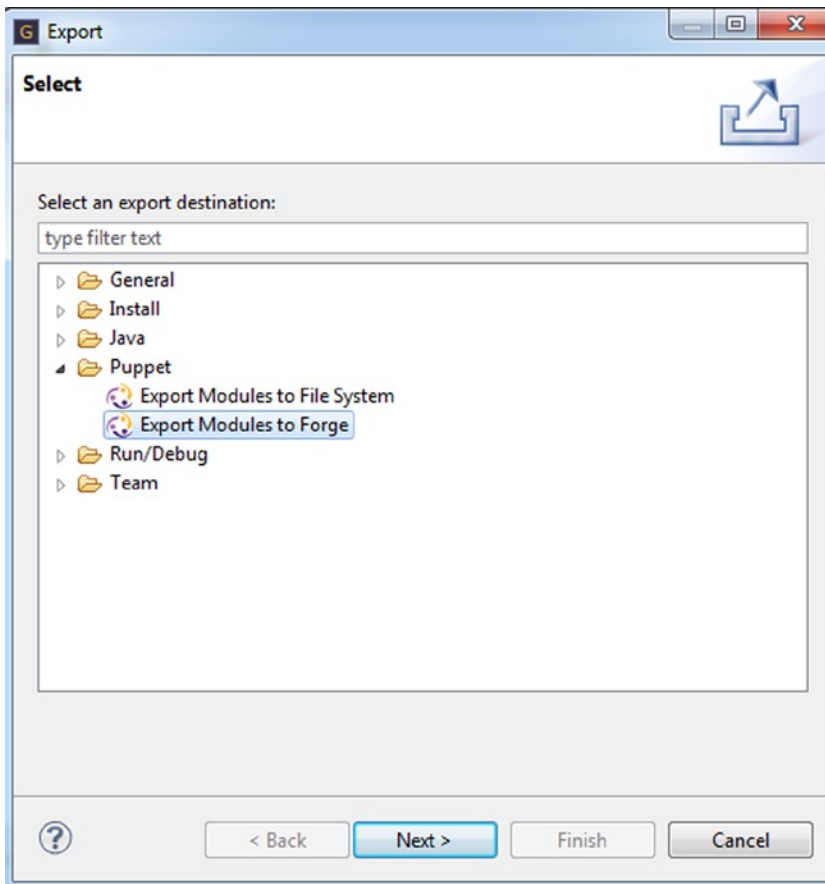 G Export
Select
Select an export destination:
type filter text
General
Install
Java
Puppet
Export Modules to File System
Export Modules to Forge
Run/Debug
Team
? < Back Next > Finish Cancel